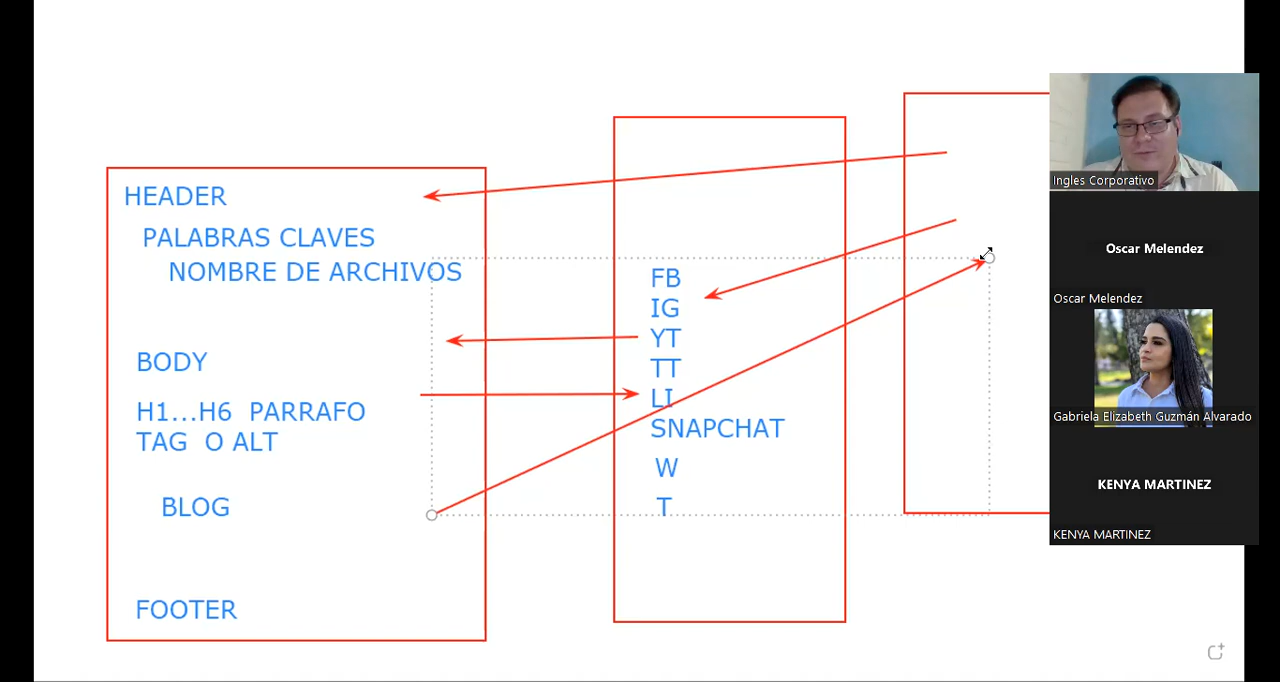 HEADER
PALABRAS CLAVES
NOMBRE DE ARCHIVOS
BODY
H1...H6 PARRAFO
TAG O ALT
BLOG
FOOTER
FB
IG
YT
TT
LI
SNAPCHAT
W
T
Ingles Corporativo
Oscar Melendez
Oscar Melendez
Gabriela Elizabeth Guzmán Alvarado
KENYA MARTINEZ
KENYA MARTINEZ